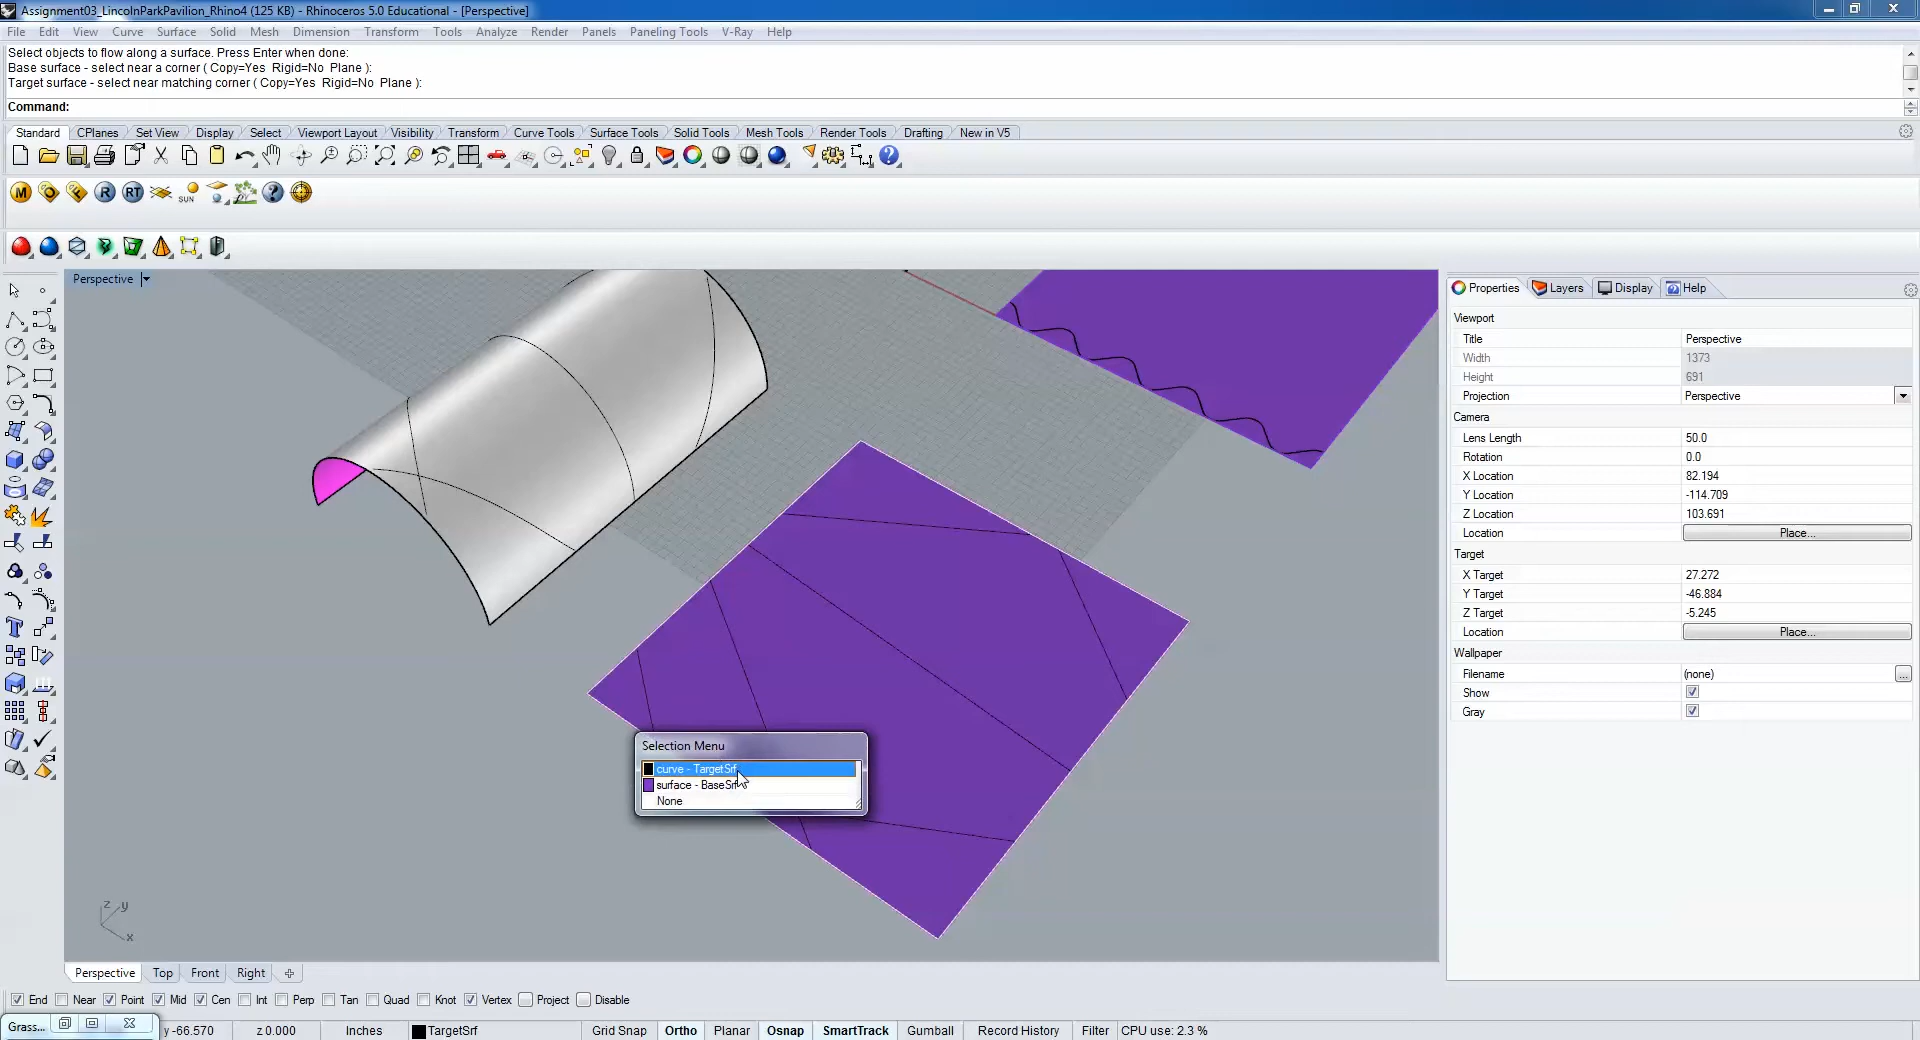 Assignment03_LincolnParkPavilion_Rhino4 (125 KB) - Rhinoceros 5.0 Educational - [Perspective]
File Edit View Curve Surface Solid Mesh Dimension Transform Tools Analyze Render Panels Paneling Tools V-Ray Help
Select objects to flow along a surface. Press Enter when done:
Base surface - select near a corner ( Copy=Yes Rigid=No Plane ):
Target surface - select near matching corner ( Copy=Yes Rigid=No Plane ):
Command:
Standard CPlanes Set View Display Select Viewport Layout Visibility Transform Curve Tools Surface Tools Solid Tools Mesh Tools Render Tools Drafting New in V5
M O F R RT SUN ?
Perspective
Properties Layers Display Help
Viewport
Title Perspective
Width 1373
Height 691
Projection Perspective
Camera
Lens Length 50.0
Rotation 0.0
X Location 82.194
Y Location -114.709
Z Location 103.691
Location Place...
Target
X Target 27.272
Y Target -46.884
Z Target -5.245
Location Place...
Wallpaper
Filename (none) ...
Show
Gray
Selection Menu
curve - TargetSrf
surface - BaseSrf
None
z y
x
Perspective Top Front Right
End Near Point Mid Cen Int Perp Tan Quad Knot Vertex Project Disable
Grass... y -66.570 z 0.000 Inches TargetSrf Grid Snap Ortho Planar Osnap SmartTrack Gumball Record History Filter CPU use: 2.3 %